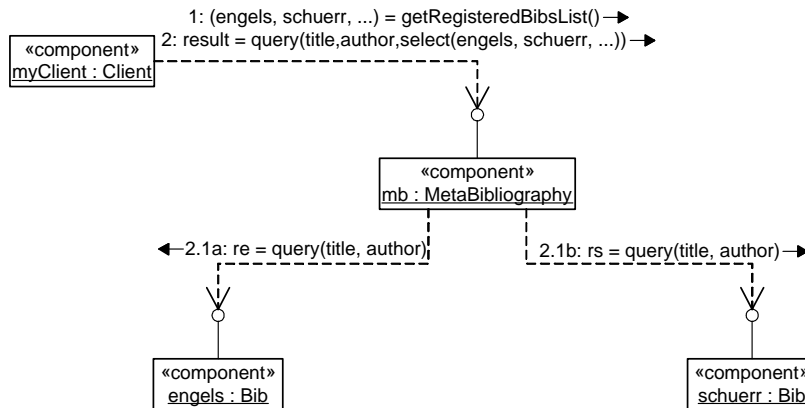 1: (engels, schuerr, ...) = getRegisteredBibsList()
2: result = query(title,author,select(engels, schuerr, ...))
«component»
myClient : Client
«component»
mb : MetaBibliography
2.1a: re = query(title, author)
2.1b: rs = query(title, author)
«component»
engels : Bib
«component»
schuerr : Bib